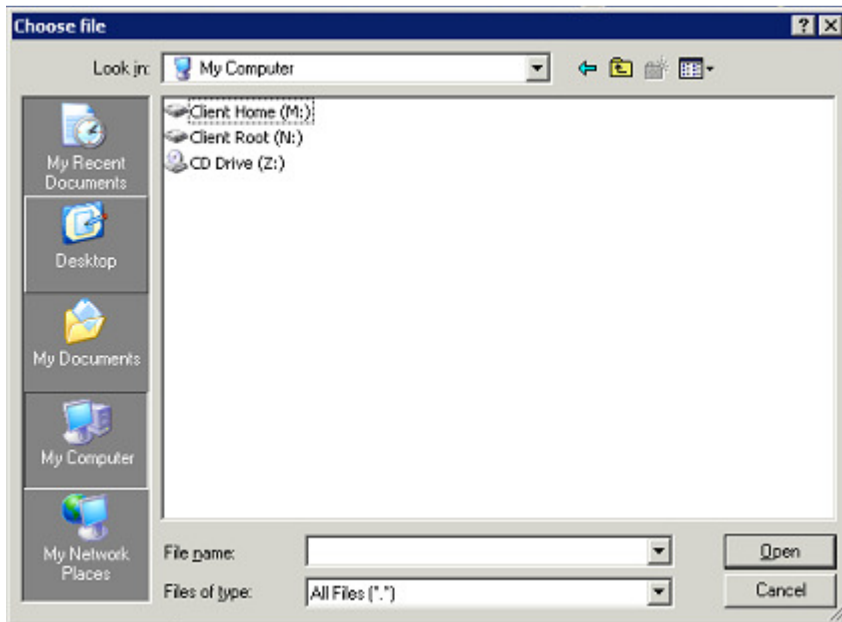 Choose file
Look in:
My Computer
Client Home (M:)
Client Root (N:)
CD Drive (Z:)
My Recent
Documents
Desktop
My Documents
My Computer
My Network
Places
File name:
Open
Files of type:
All Files (*.*)
Cancel